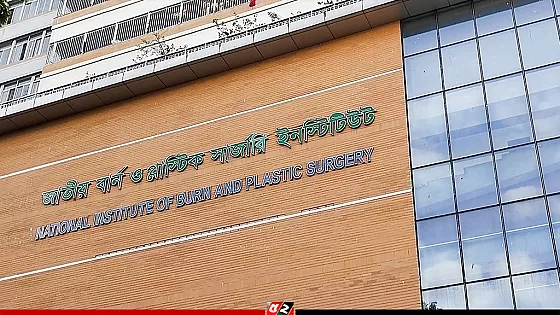 জাতীয় বার্ন ও প্লাস্টিক সার্জারি ইনস্টিটিউট
NATIONAL INSTITUTE OF BURN AND PLASTIC SURGERY